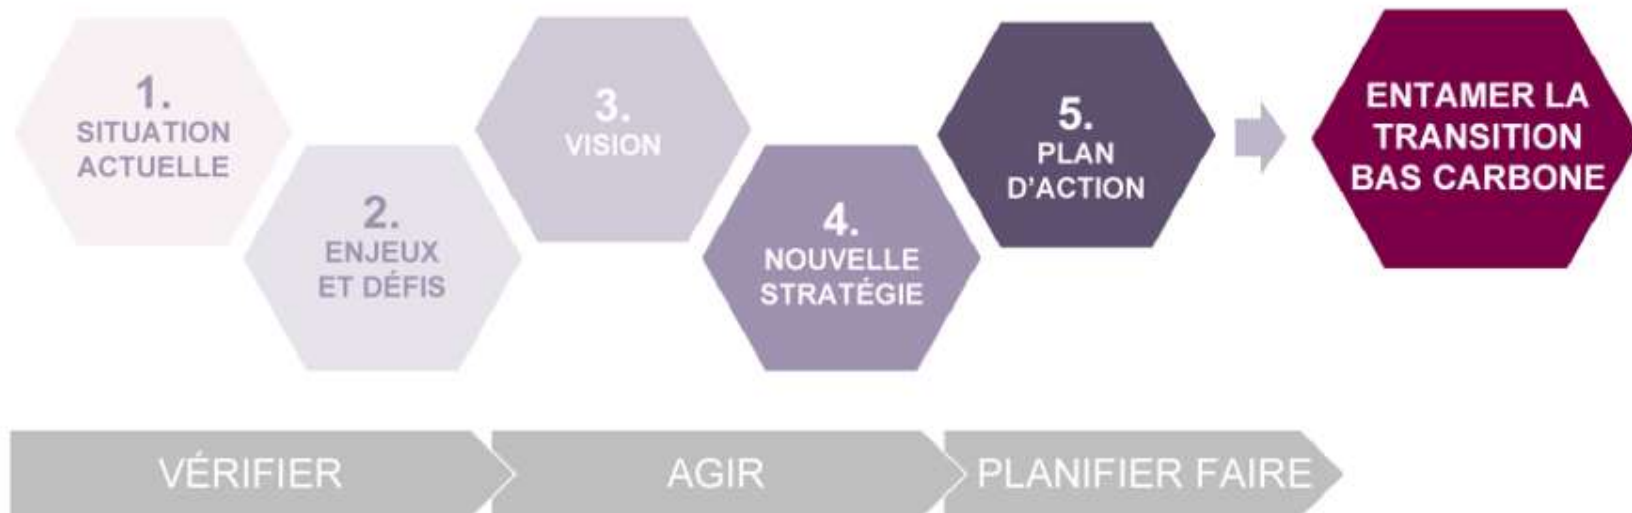 1.
SITUATION
ACTUELLE
2.
ENJEUX
ET DÉFIS
3.
VISION
4.
NOUVELLE
STRATÉGIE
5.
PLAN
D'ACTION
ENTAMER LA
TRANSITION
BAS CARBONE
VÉRIFIER
AGIR
PLANIFIER FAIRE